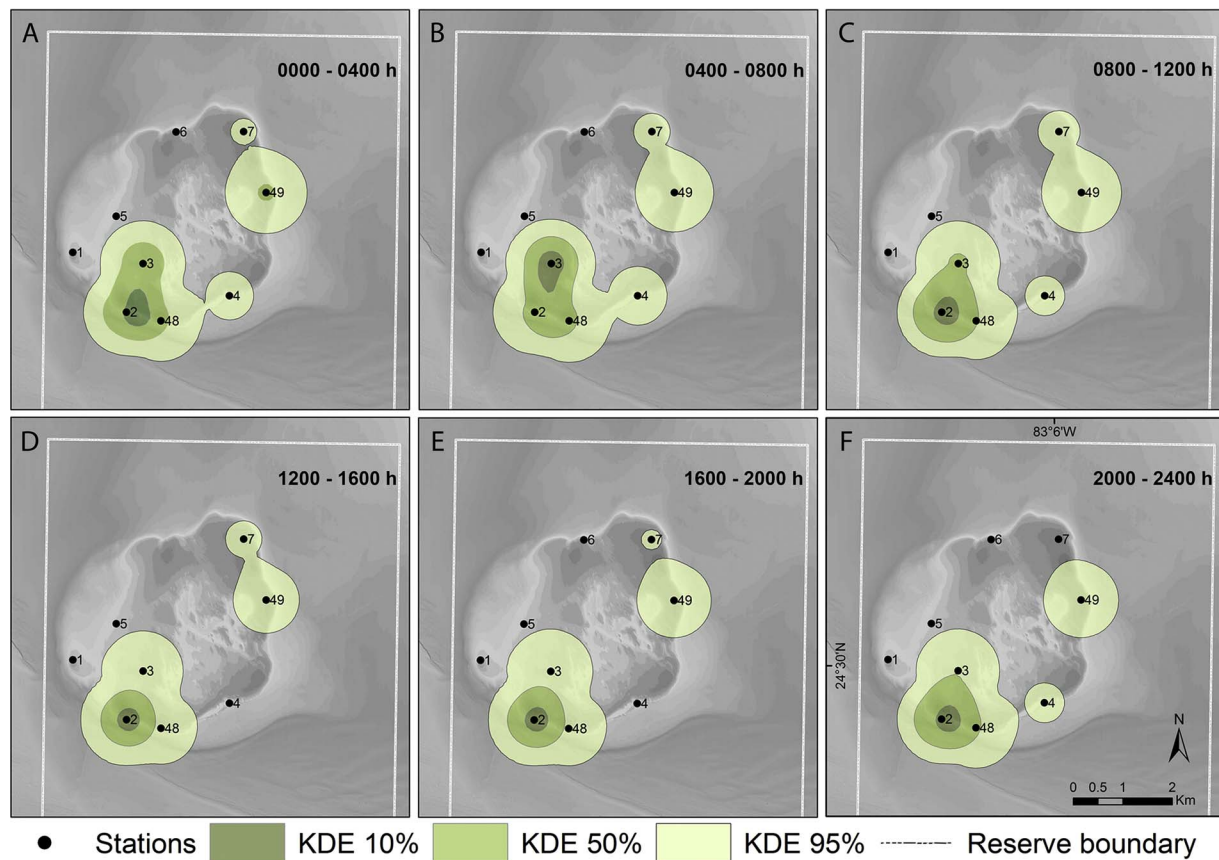 A
0000 - 0400 h
6
7
49
5
1
3
4
2
48
B
0400 - 0800 h
6
7
49
5
1
3
4
2
48
C
0800 - 1200 h
7
49
5
1
3
4
2
48
D
1200 - 1600 h
7
49
5
1
3
4
2
48
E
1600 - 2000 h
6
7
49
5
1
3
4
2
48
83°6'W
F
2000 - 2400 h
6
7
49
5
1
24°30'N
3
4
2
48
N
0 0.5 1 2
Km
Stations KDE 10% KDE 50% KDE 95% Reserve boundary